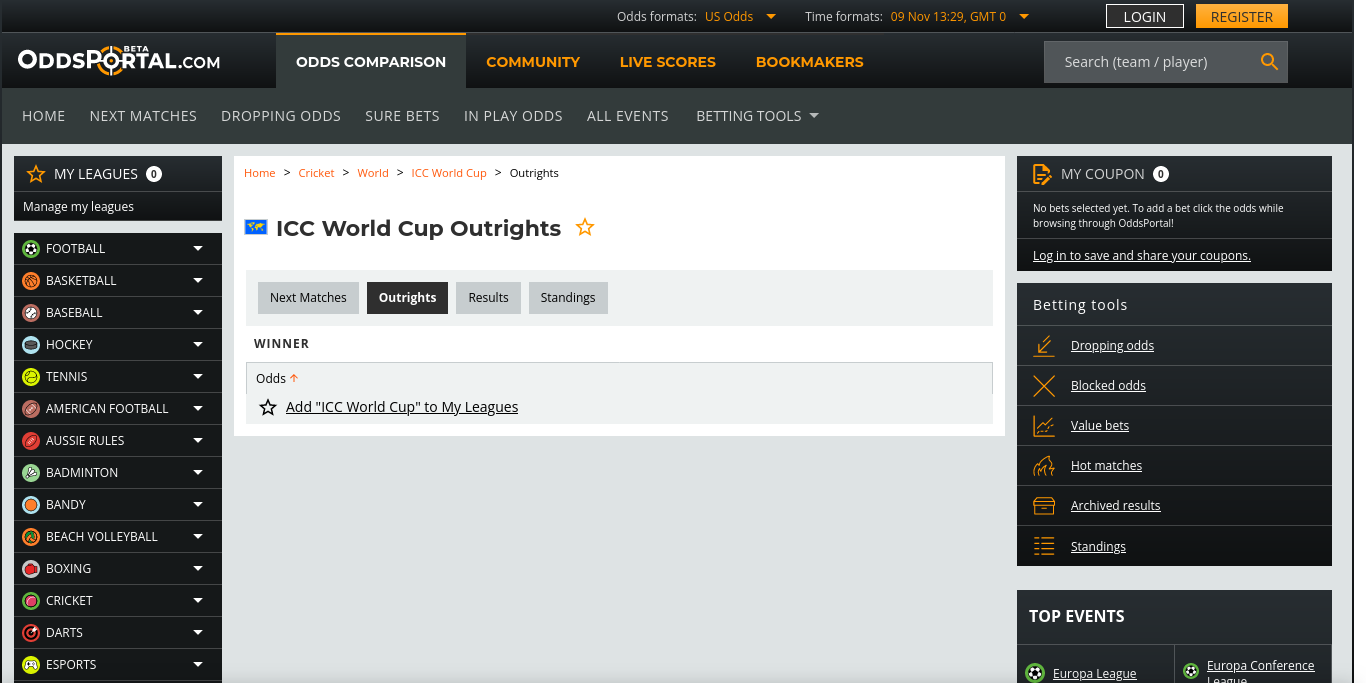 Odds formats: US Odds
Time formats: 09 Nov 13:29, GMT 0
LOGIN
REGISTER
ODDSPORTAL.COM
BETA
ODDS COMPARISON
COMMUNITY
LIVE SCORES
BOOKMAKERS
Search (team / player)
HOME
NEXT MATCHES
DROPPING ODDS
SURE BETS
IN PLAY ODDS
ALL EVENTS
BETTING TOOLS
MY LEAGUES 0
Manage my leagues
FOOTBALL
BASKETBALL
BASEBALL
HOCKEY
TENNIS
AMERICAN FOOTBALL
AUSSIE RULES
BADMINTON
BANDY
BEACH VOLLEYBALL
BOXING
CRICKET
DARTS
ESPORTS
Home > Cricket > World > ICC World Cup > Outrights
ICC World Cup Outrights
Next Matches
Outrights
Results
Standings
WINNER
Odds ↑
Add "ICC World Cup" to My Leagues
MY COUPON 0
No bets selected yet. To add a bet click the odds while
browsing through OddsPortal!
Log in to save and share your coupons.
Betting tools
Dropping odds
Blocked odds
Value bets
Hot matches
Archived results
Standings
TOP EVENTS
Europa League
Europa Conference
League